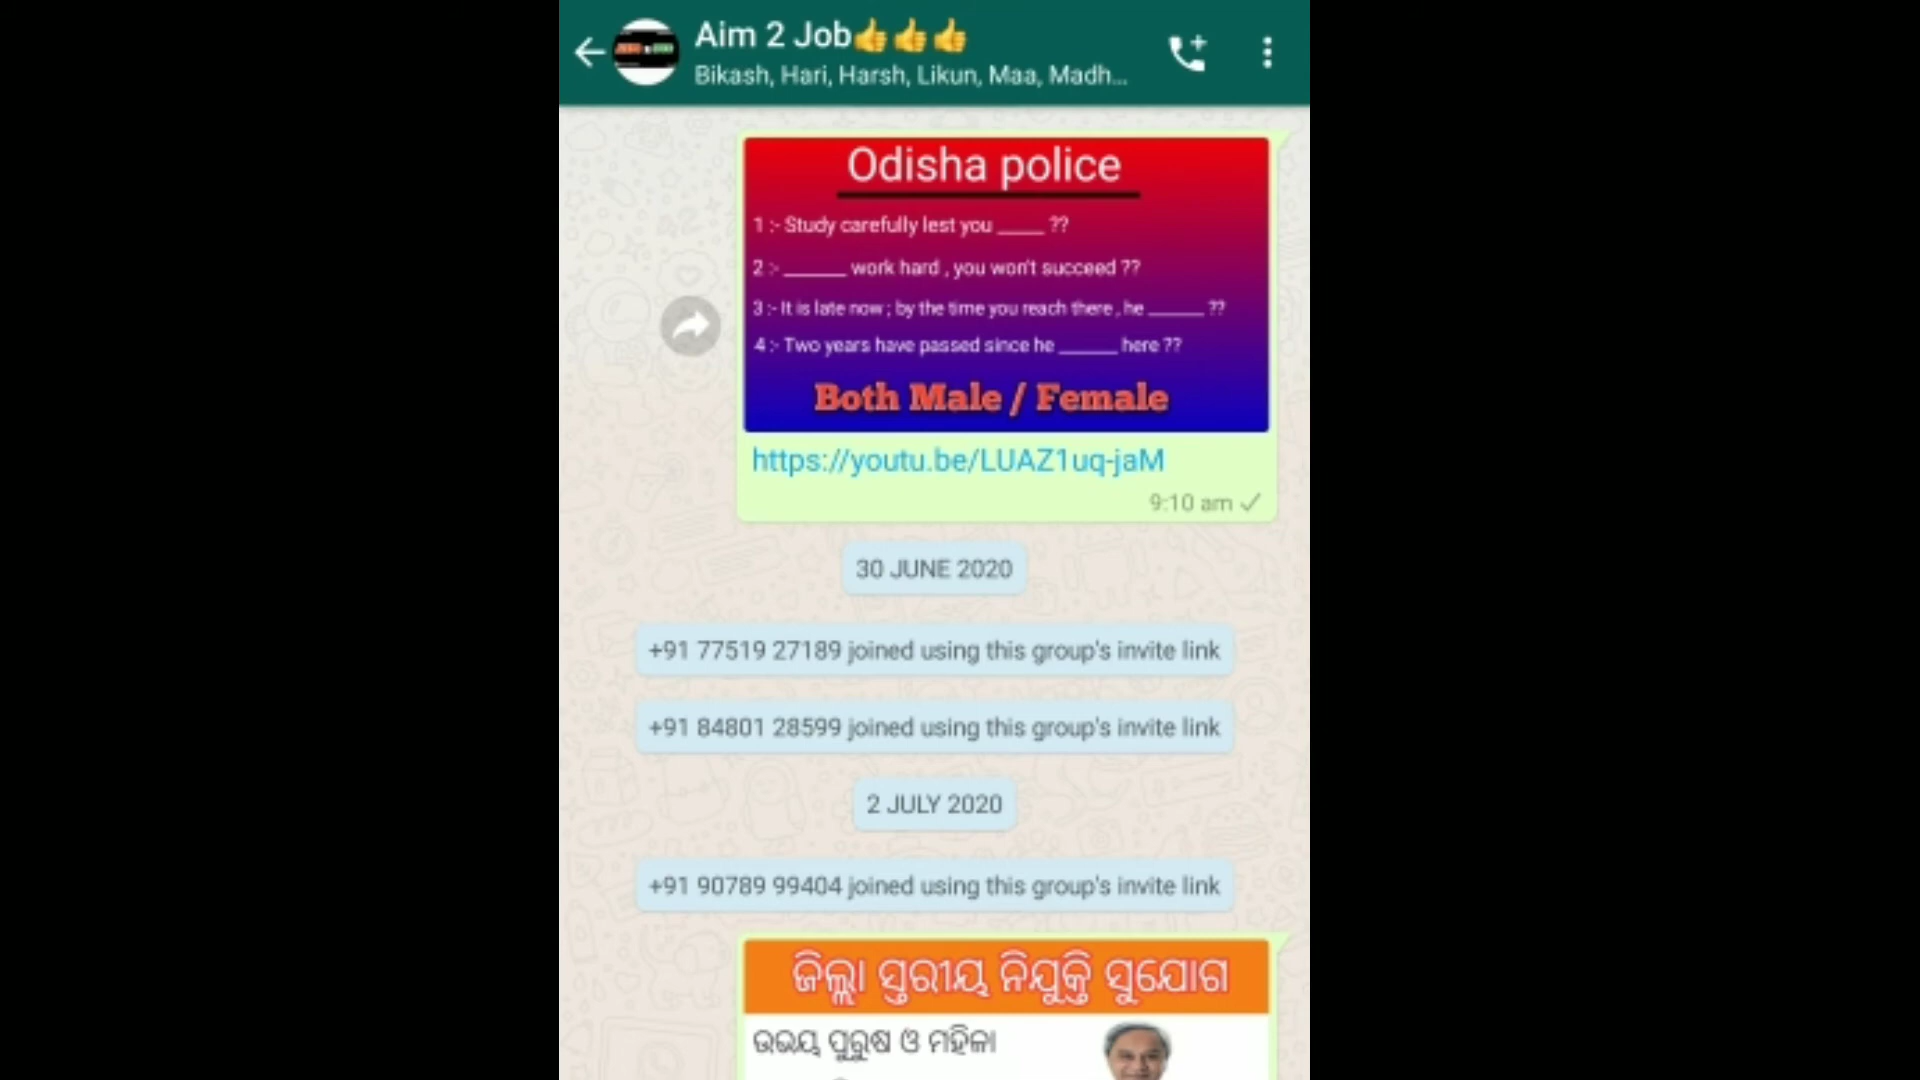 Aim 2 Job👍👍👍
Bikash, Hari, Harsh, Likun, Maa, Madh...
Odisha police
1 :- Study carefully lest you _____ ??
2 :- _______ work hard , you won't succeed ??
3 :- It is late now ; by the time you reach there , he _______ ??
4 :- Two years have passed since he _______ here ??
Both Male / Female
https://youtu.be/LUAZ1uq-jaM
9:10 am
30 JUNE 2020
+91 77519 27189 joined using this group's invite link
+91 84801 28599 joined using this group's invite link
2 JULY 2020
+91 90789 99404 joined using this group's invite link
ଜିଲ୍ଲା ସ୍ତରୀୟ ନିଯୁକ୍ତି ସୁଯୋଗ
ଉଭୟ ପୁରୁଷ ଓ ମହିଳା